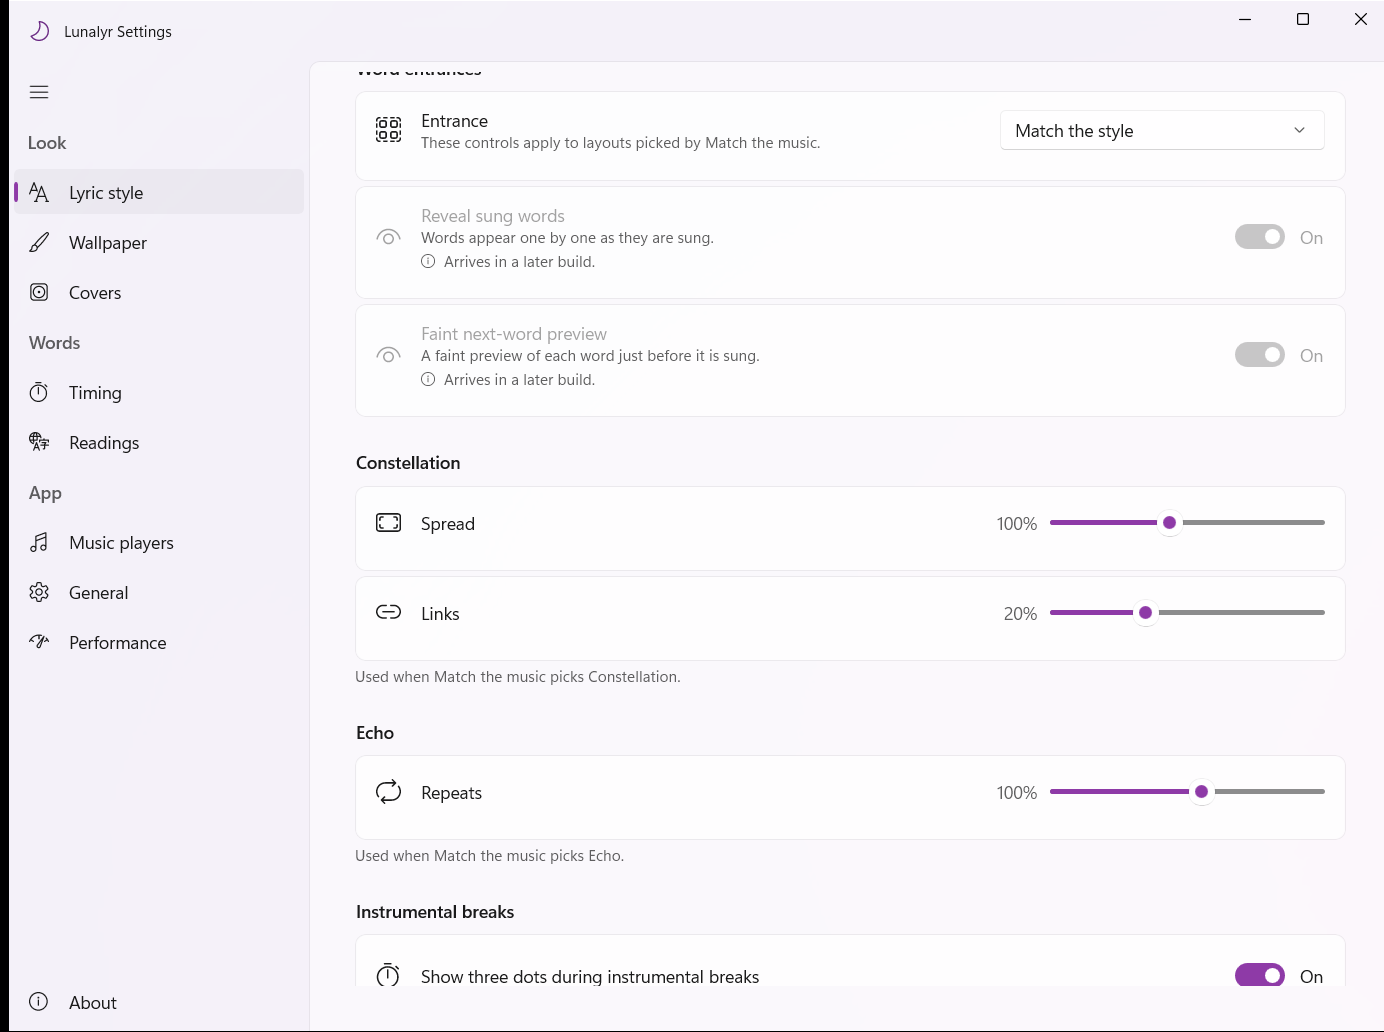 Lunalyr Settings
Look
Lyric style
Wallpaper
Covers
Words
Timing
Readings
App
Music players
General
Performance
About
Word entrances
Entrance
These controls apply to layouts picked by Match the music.
Match the style
Reveal sung words
Words appear one by one as they are sung.
Arrives in a later build.
On
Faint next-word preview
A faint preview of each word just before it is sung.
Arrives in a later build.
On
Constellation
Spread
100%
Links
20%
Used when Match the music picks Constellation.
Echo
Repeats
100%
Used when Match the music picks Echo.
Instrumental breaks
Show three dots during instrumental breaks
On